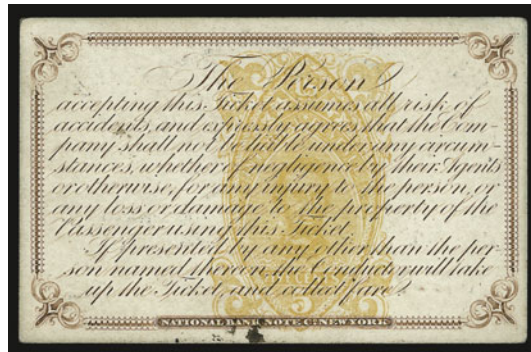 The Person
accepting this Ticket assumes all risk of
accidents, and expressly agrees that the Com-
pany shall not be liable under any circum-
stances, whether of negligence by their Agents
or otherwise, for any injury to the person, or
any loss or damage to the property of the
Passenger using this Ticket.
If presented by any other than the per-
son named thereon the Conductor will take
up the Ticket and collect fare.
NATIONAL BANK NOTE Co. NEW YORK